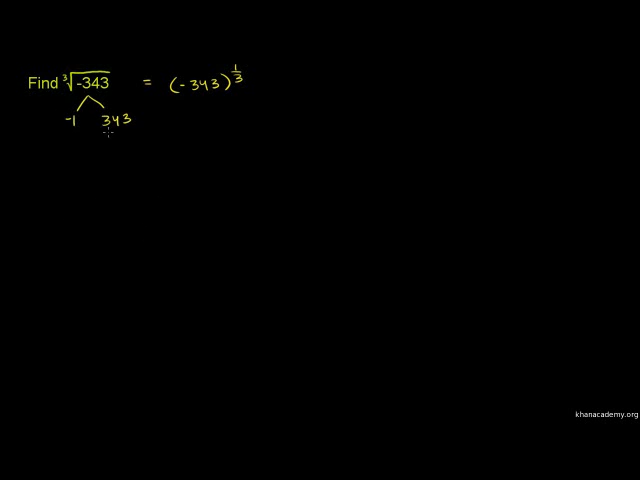 Find ∛-343 = (-343)^{1/3}
-1 343
khanacademy.org